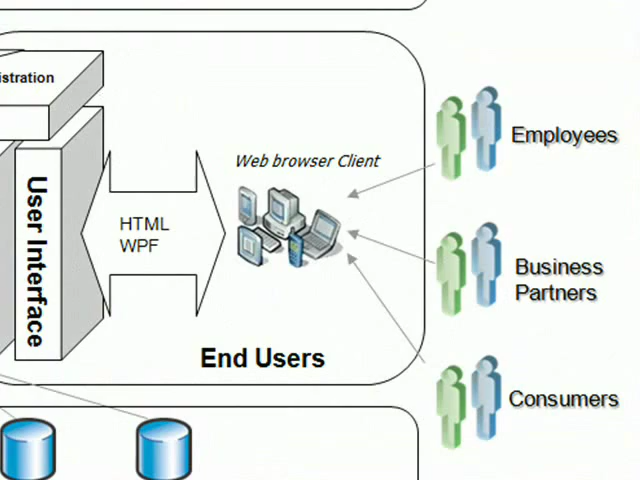 istration
User Interface
HTML
WPF
Web browser Client
End Users
Employees
Business
Partners
Consumers